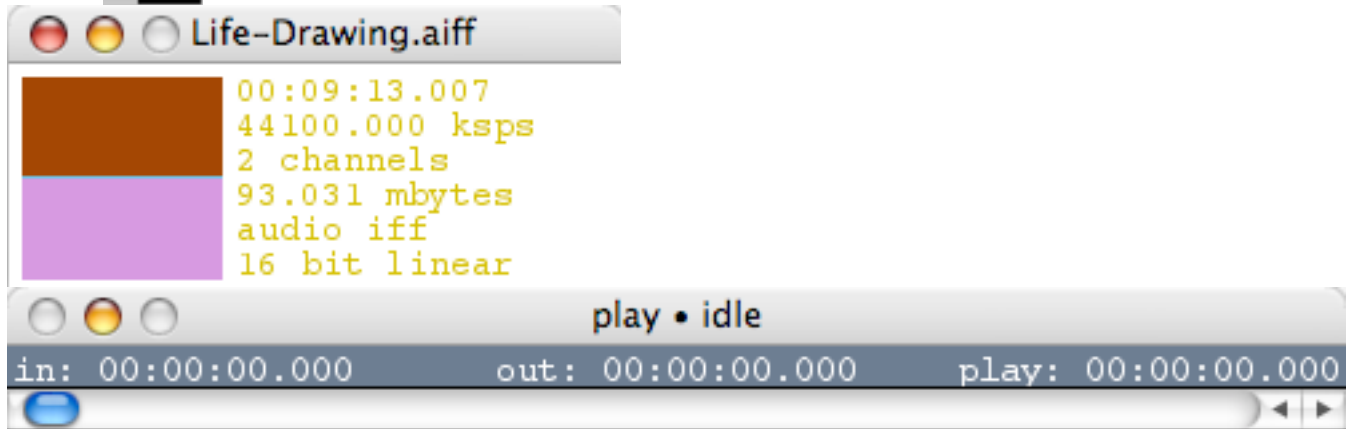 Life-Drawing.aiff
00:09:13.007
44100.000 ksps
2 channels
93.031 mbytes
audio iff
16 bit linear
play • idle
in: 00:00:00.000 out: 00:00:00.000 play: 00:00:00.000